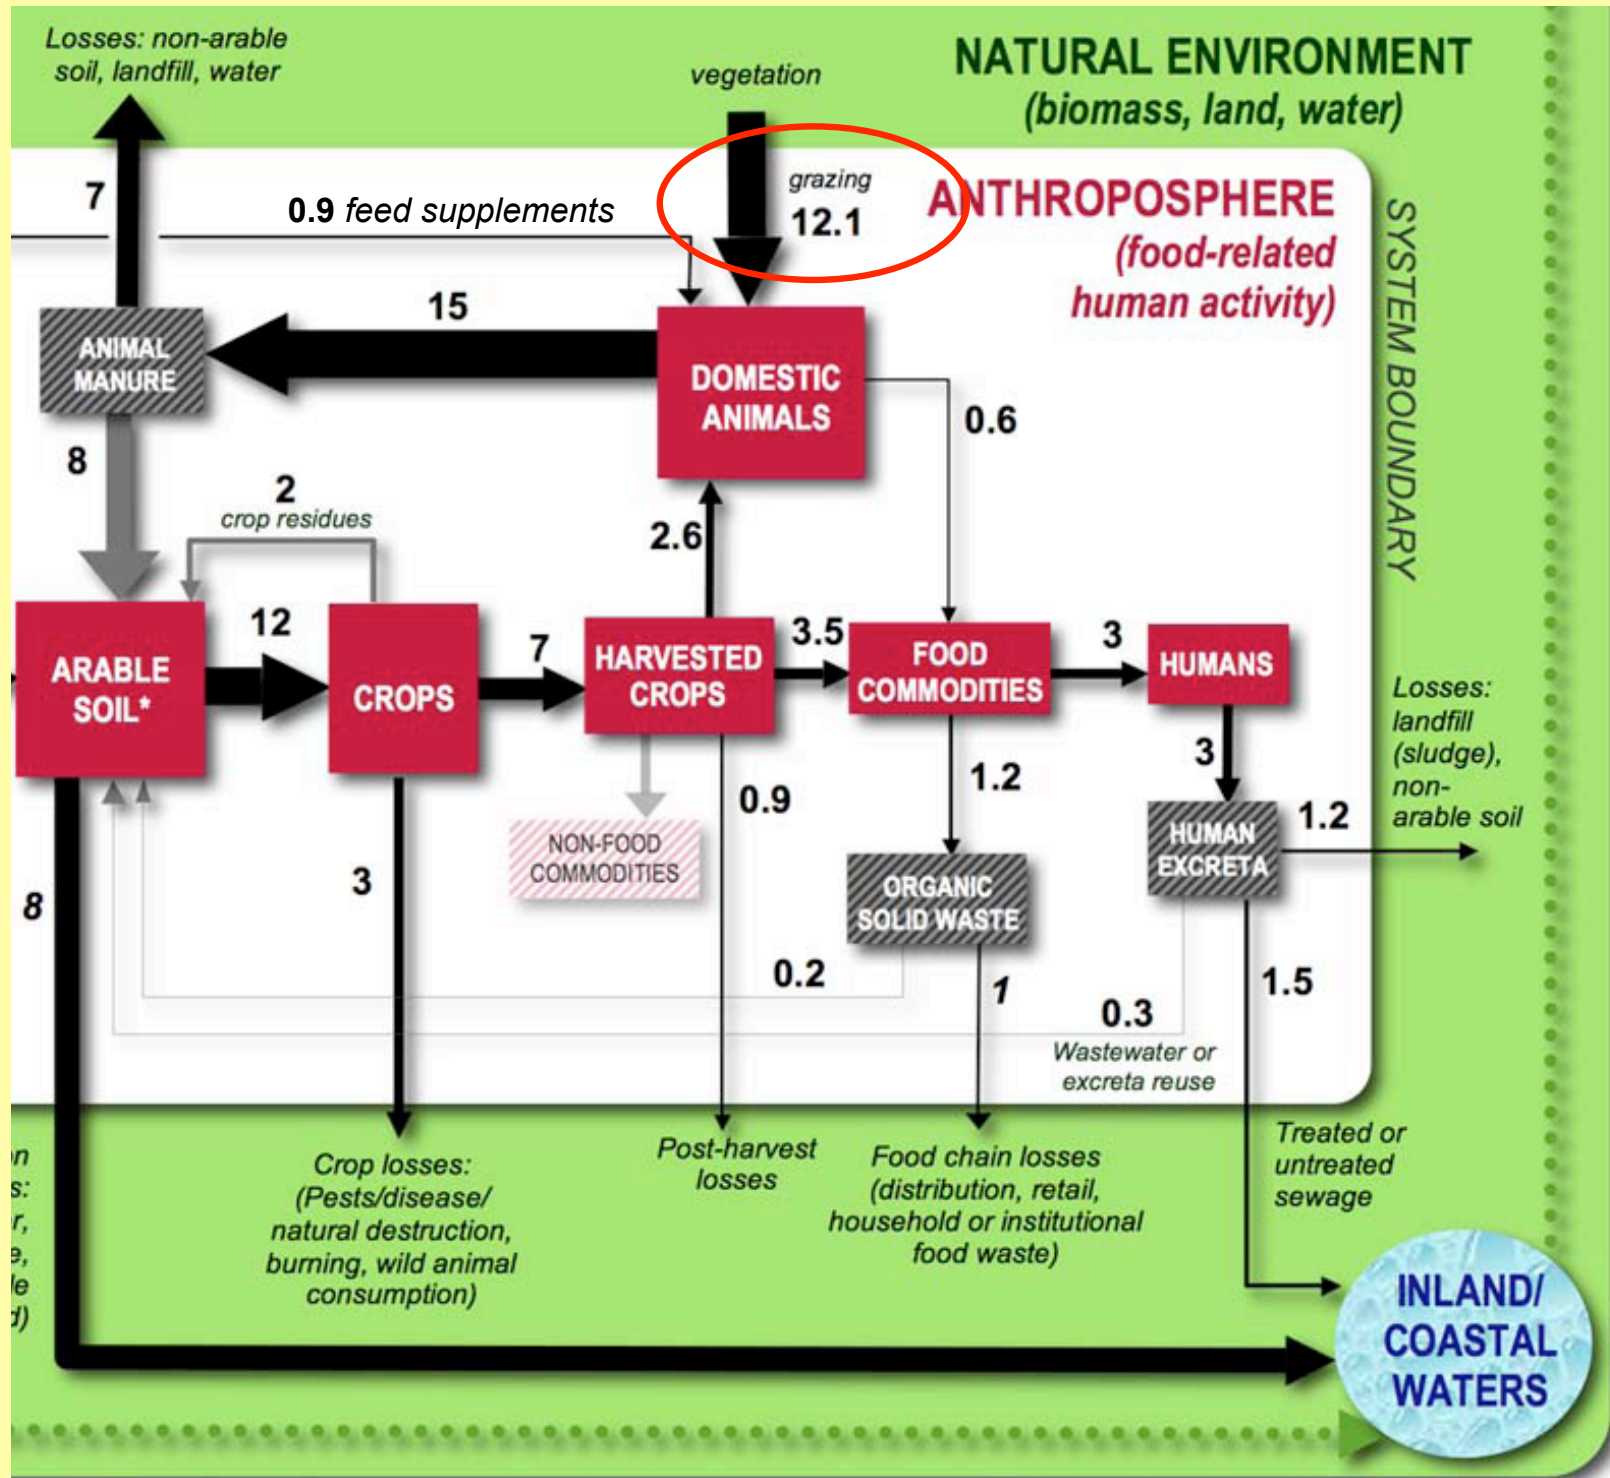 Losses: non-arable
soil, landfill, water
vegetation
NATURAL ENVIRONMENT
(biomass, land, water)
7
0.9 feed supplements
grazing
12.1
ANTHROPOSPHERE
(food-related
human activity)
SYSTEM BOUNDARY
15
ANIMAL
MANURE
DOMESTIC
ANIMALS
0.6
8
2
crop residues
2.6
ARABLE
SOIL*
12
CROPS
7
HARVESTED
CROPS
3.5
FOOD
COMMODITIES
3
HUMANS
Losses:
landfill
(sludge),
non-
arable soil
3
1.2
HUMAN
EXCRETA
1.2
0.9
NON-FOOD
COMMODITIES
3
8
ORGANIC
SOLID WASTE
0.2
1
1.5
0.3
Wastewater or
excreta reuse
on
s:
r,
e,
le
d)
Crop losses:
(Pests/disease/
natural destruction,
burning, wild animal
consumption)
Post-harvest
losses
Food chain losses
(distribution, retail,
household or institutional
food waste)
Treated or
untreated
sewage
INLAND/
COASTAL
WATERS